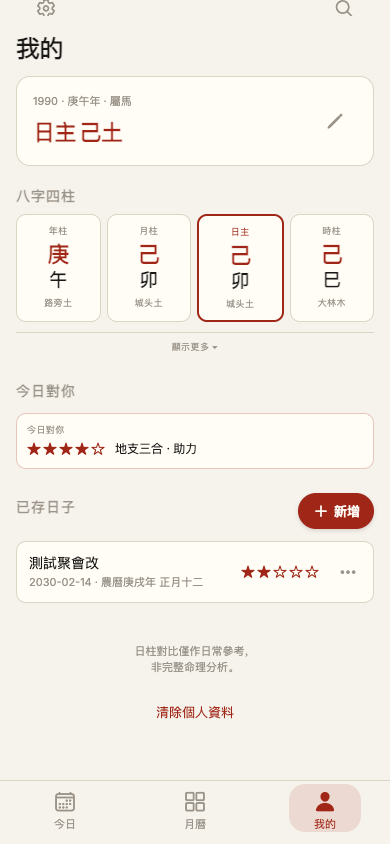 我的
1990 · 庚午年 · 屬馬
日主 己土
八字四柱
年柱 月柱 日主 時柱
庚 己 己 己
午 卯 卯 巳
路旁土 城头土 城头土 大林木
顯示更多
今日對你
今日對你
★★★★☆ 地支三合 · 助力
已存日子
+ 新增
測試聚會改
2030-02-14 · 農曆庚戌年 正月十二
★★☆☆☆
日柱對比僅作日常參考，
非完整命理分析。
清除個人資料
今日 月曆 我的